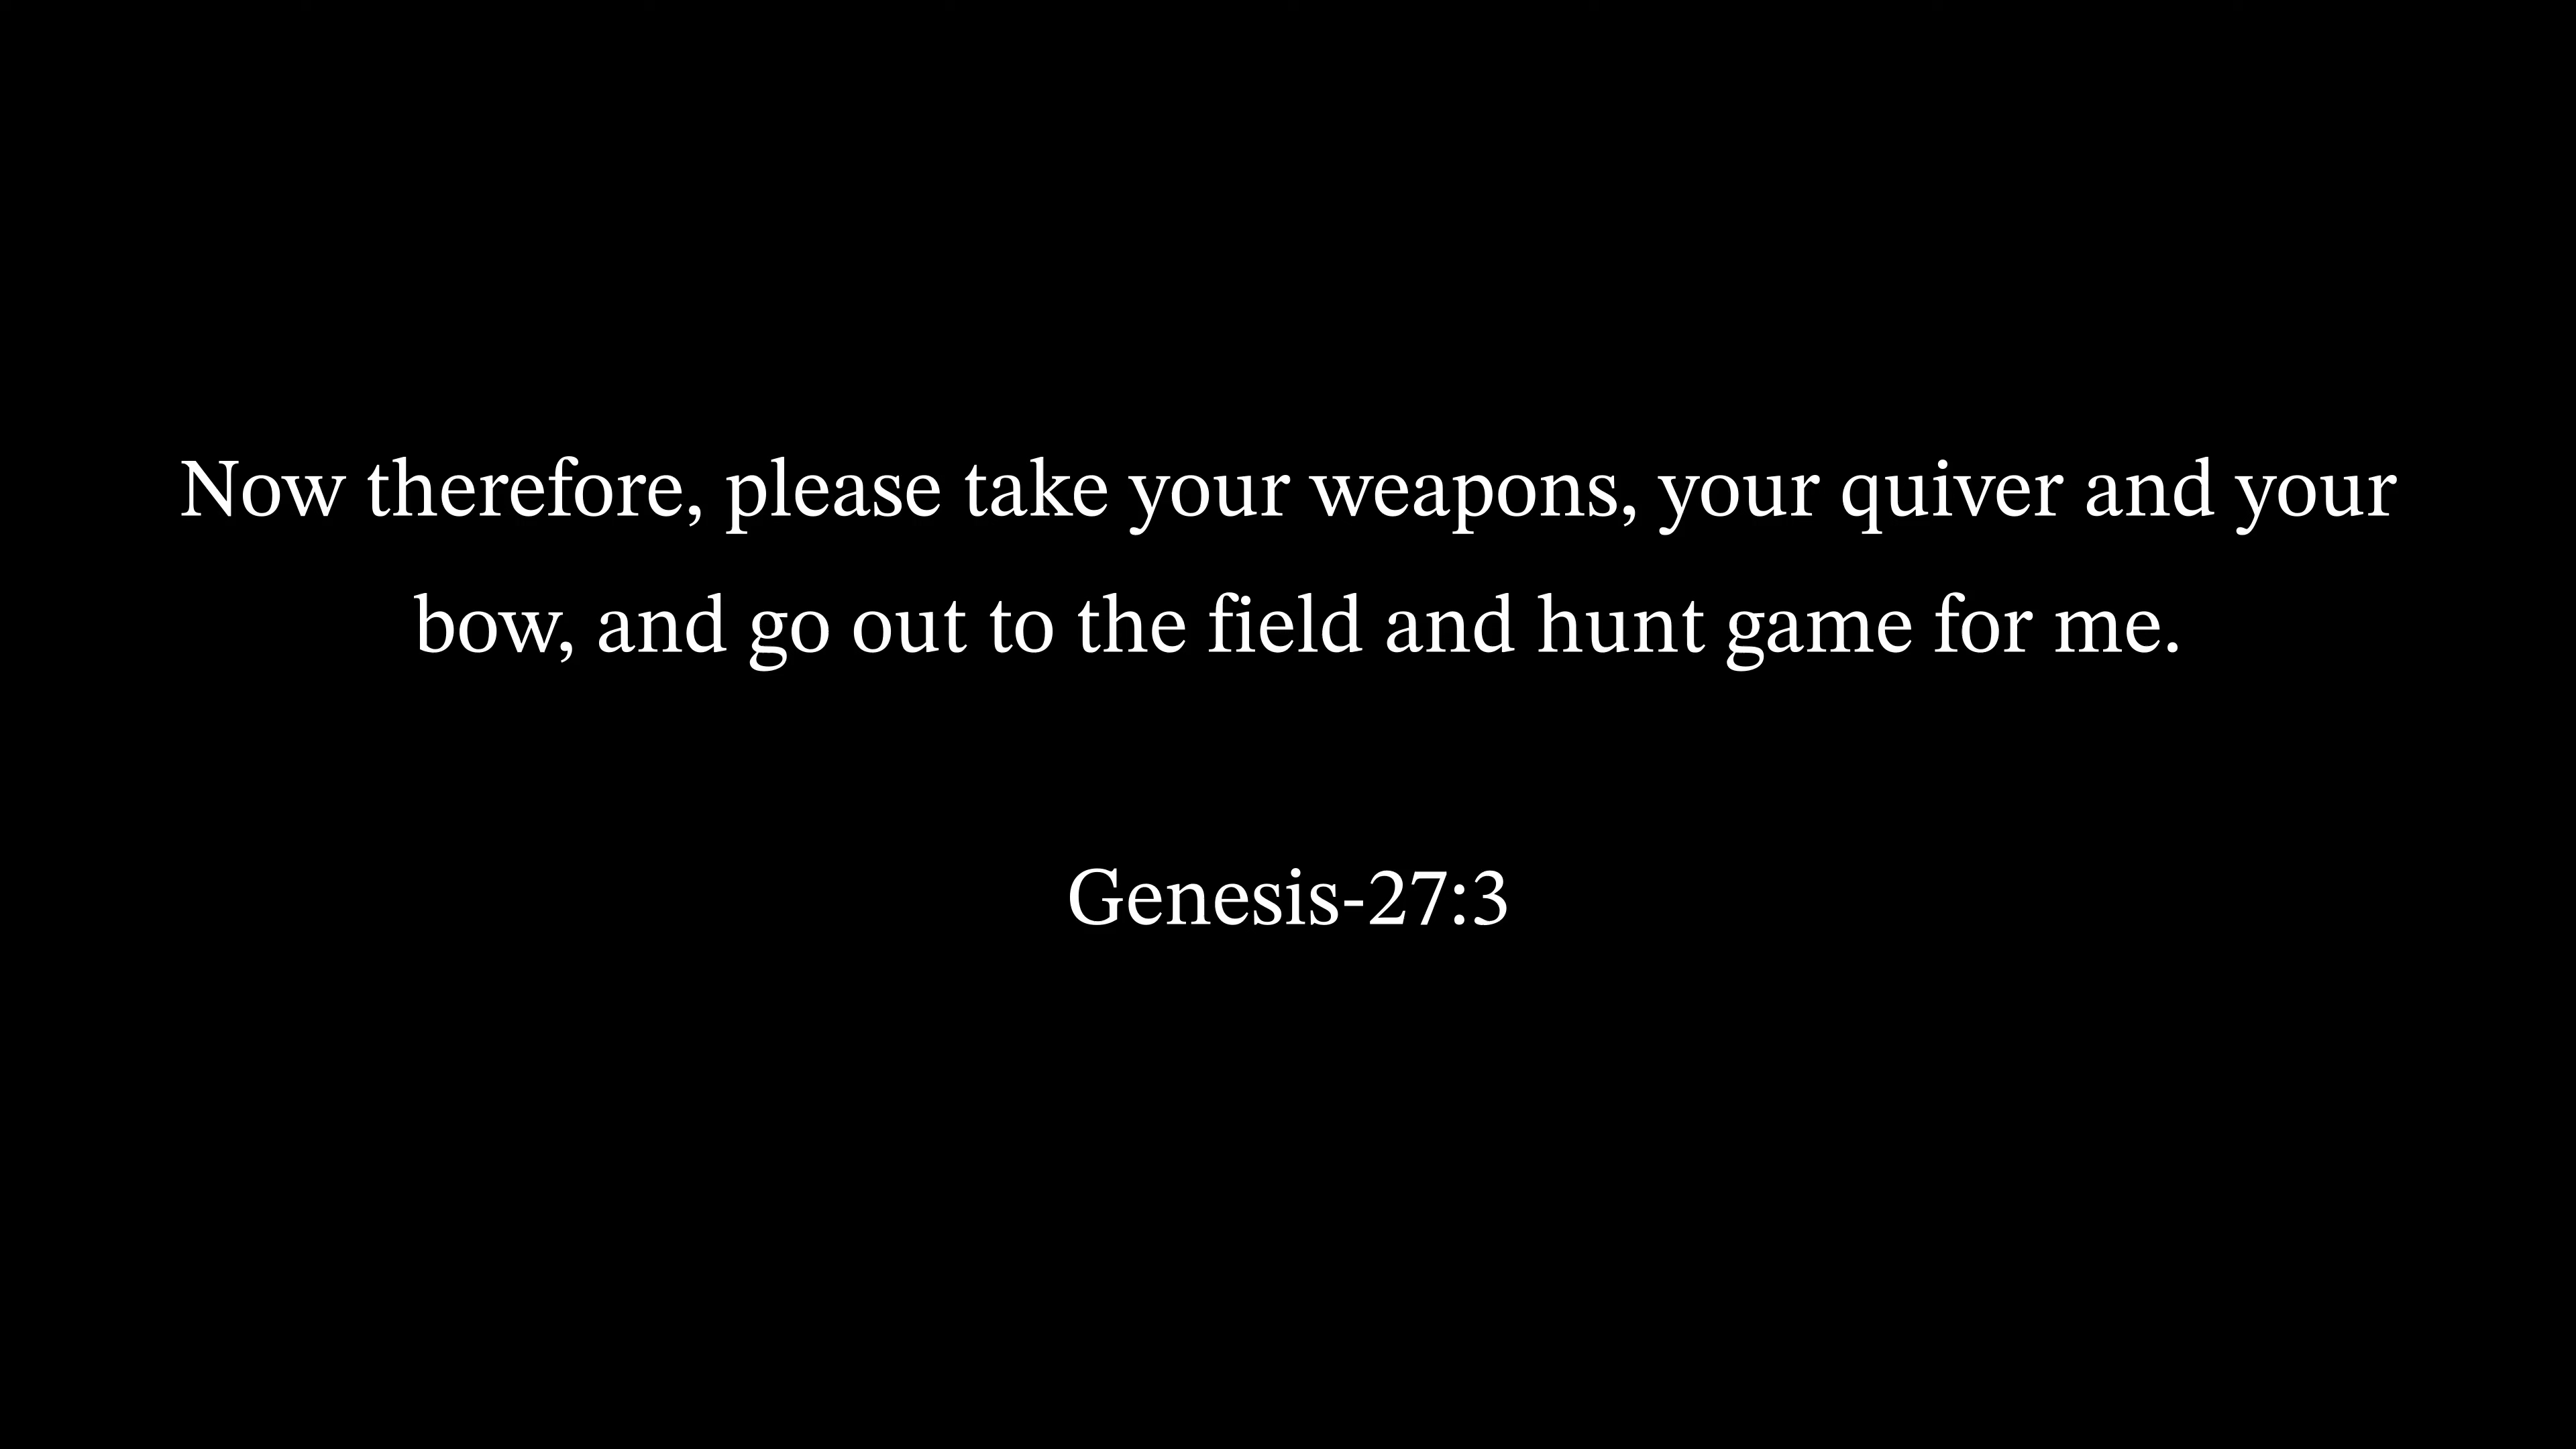 Now therefore, please take your weapons, your quiver and your
bow, and go out to the field and hunt game for me.
Genesis-27:3